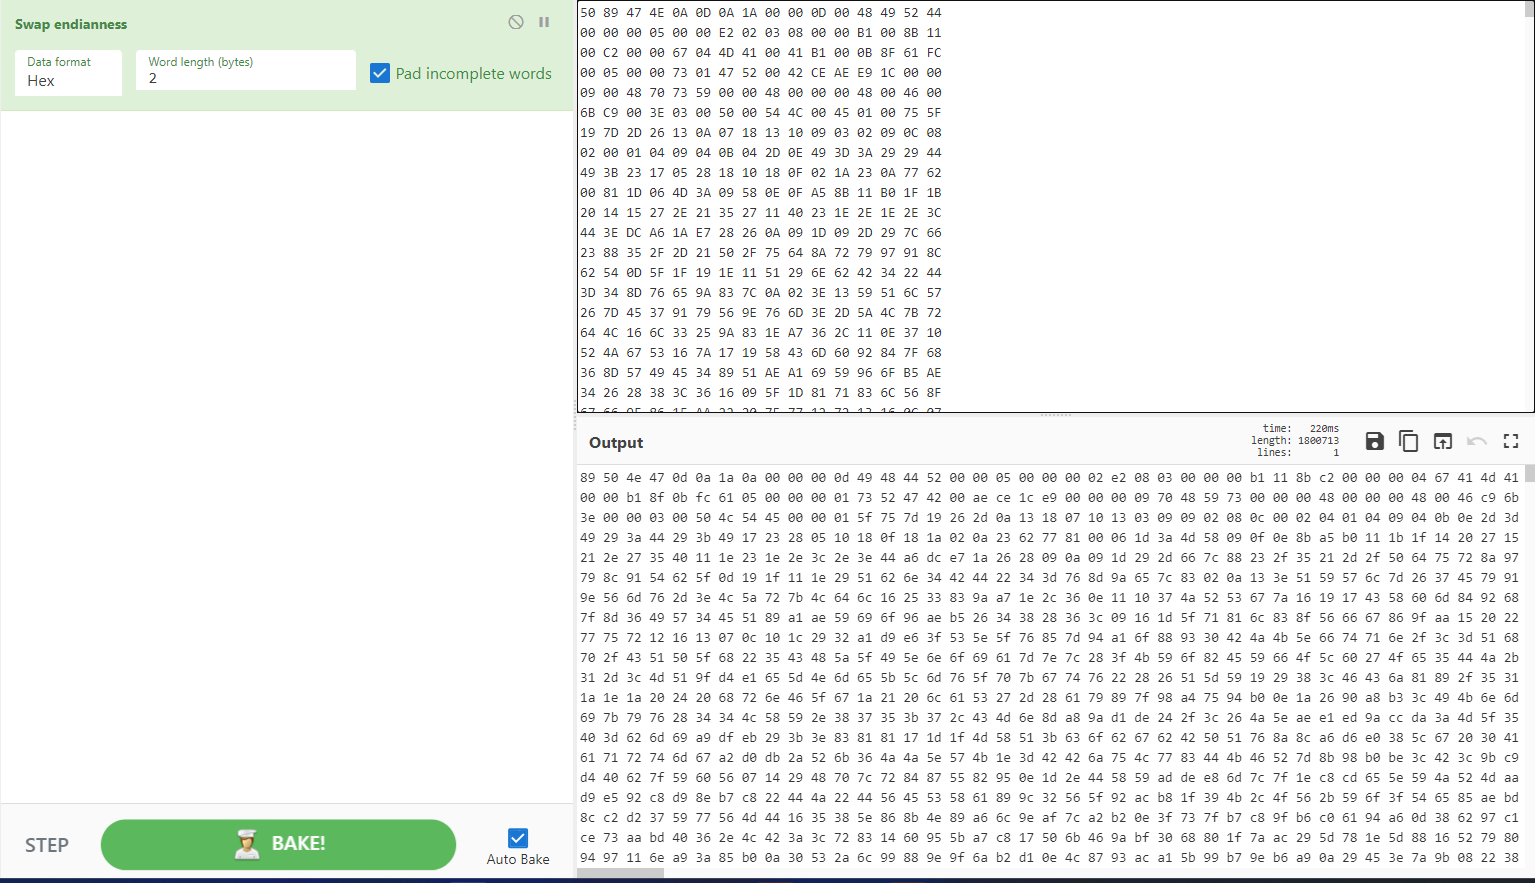 Swap endianness
Data format
Hex
Word length (bytes)
2
Pad incomplete words
STEP
BAKE!
Auto Bake
50 89 47 4E 0A 0D 0A 1A 00 00 0D 00 48 49 52 44
00 00 00 05 00 00 E2 02 03 08 00 00 B1 00 8B 11
00 C2 00 00 67 04 4D 41 00 41 B1 00 0B 8F 61 FC
00 05 00 00 73 01 47 52 00 42 CE AE E9 1C 00 00
09 00 48 70 73 59 00 00 48 00 00 00 48 00 46 00
6B C9 00 3E 03 00 50 00 54 4C 00 45 01 00 75 5F
19 7D 2D 26 13 0A 07 18 13 10 09 03 02 09 0C 08
02 00 01 04 09 04 0B 04 2D 0E 49 3D 3A 29 29 44
49 3B 23 17 05 28 18 10 18 0F 02 1A 23 0A 77 62
00 81 1D 06 4D 3A 09 58 0E 0F A5 8B 11 B0 1F 1B
20 14 15 27 2E 21 35 27 11 40 23 1E 2E 1E 2E 3C
44 3E DC A6 1A E7 28 26 0A 09 1D 09 2D 29 7C 66
23 88 35 2F 2D 21 50 2F 75 64 8A 72 79 97 91 8C
62 54 0D 5F 1F 19 1E 11 51 29 6E 62 42 34 22 44
3D 34 8D 76 65 9A 83 7C 0A 02 3E 13 59 51 6C 57
26 7D 45 37 91 79 56 9E 76 6D 3E 2D 5A 4C 7B 72
64 4C 16 6C 33 25 9A 83 1E A7 36 2C 11 0E 37 10
52 4A 67 53 16 7A 17 19 58 43 6D 60 92 84 7F 68
36 8D 57 49 45 34 89 51 AE A1 69 59 96 6F B5 AE
34 26 28 38 3C 36 16 09 5F 1D 81 71 83 6C 56 8F
Output
time: 220ms
length: 1800713
lines: 1
89 50 4e 47 0d 0a 1a 0a 00 00 00 0d 49 48 44 52 00 00 05 00 00 00 02 e2 08 03 00 00 00 b1 11 8b c2 00 00 00 04 67 41 4d 41
00 00 b1 8f 0b fc 61 05 00 00 00 01 73 52 47 42 00 ae ce 1c e9 00 00 00 09 70 48 59 73 00 00 00 48 00 00 00 48 00 46 c9 6b
3e 00 00 03 00 50 4c 54 45 00 00 01 5f 75 7d 19 26 2d 0a 13 18 07 10 13 03 09 09 02 08 0c 00 02 04 01 04 09 04 0b 0e 2d 3d
49 29 3a 44 29 3b 49 17 23 28 05 10 18 0f 18 1a 02 0a 23 62 77 81 00 06 1d 3a 4d 58 09 0f 0e 8b a5 b0 11 1b 1f 14 20 27 15
21 2e 27 35 40 11 1e 23 1e 2e 3c 2e 3e 44 a6 dc e7 1a 26 28 09 0a 09 1d 29 2d 66 7c 88 23 2f 35 21 2d 2f 50 64 75 72 8a 97
79 8c 91 54 62 5f 0d 19 1f 11 1e 29 51 62 6e 34 42 44 22 34 3d 76 8d 9a 65 7c 83 02 0a 13 3e 51 59 57 6c 7d 26 37 45 79 91
9e 56 6d 76 2d 3e 4c 5a 72 7b 4c 64 6c 16 25 33 83 9a a7 1e 2c 36 0e 11 10 37 4a 52 53 67 7a 16 19 17 43 58 60 6d 84 92 68
7f 8d 36 49 57 34 45 51 89 a1 ae 59 69 6f 96 ae b5 26 34 38 28 36 3c 09 16 1d 5f 71 81 6c 83 8f 56 66 67 86 9f aa 15 20 22
77 75 72 12 16 13 07 0c 10 1c 29 32 a1 d9 e6 3f 53 5e 5f 76 85 7d 94 a1 6f 88 93 30 42 4a 4b 5e 66 74 71 6e 2f 3c 3d 51 68
70 2f 43 51 50 5f 68 22 35 43 48 5a 5f 49 5e 6e 6f 69 61 7d 7e 7c 28 3f 4b 59 6f 82 45 59 66 4f 5c 60 27 4f 65 35 44 4a 2b
31 2d 3c 4d 51 9f d4 e1 65 5d 4e 6d 65 5b 5c 6d 76 5f 70 7b 67 74 76 22 28 26 51 5d 59 19 29 38 3c 46 43 6a 81 89 2f 35 31
1a 1e 1a 20 24 20 68 72 6e 46 5f 67 1a 21 20 6c 61 53 27 2d 28 61 79 89 7f 98 a4 75 94 b0 0e 1a 26 90 a8 b3 3c 49 4b 6e 6d
69 7b 79 76 28 34 34 4c 58 59 2e 38 37 35 3b 37 2c 43 4d 6e 8d a8 9a d1 de 24 2f 3c 26 4a 5e ae e1 ed 9a cc da 3a 4d 5f 35
40 3d 62 6d 69 a9 df eb 29 3b 3e 83 81 81 17 1d 1f 4d 58 51 3b 63 6f 62 67 62 42 50 51 76 8a 8c a6 d6 e0 38 5c 67 20 30 41
61 71 72 74 6d 67 a2 d0 db 2a 52 6b 36 4a 4a 5e 57 4b 1e 3d 42 42 6a 75 4c 77 83 44 4b 46 52 7d 8b 98 b0 be 3c 42 3c 9b c9
d4 40 62 7f 59 60 56 07 14 29 48 70 7c 72 84 87 55 82 95 0e 1d 2e 44 58 59 ad de e8 6d 7c 7f 1e c8 cd 65 5e 59 4a 52 4d aa
d9 e5 92 c8 d9 8e b7 c8 22 44 4a 22 44 56 45 53 58 61 89 9c 32 56 5f 92 ac b8 1f 39 4b 2c 4f 56 2b 59 6f 3f 54 65 85 ae bd
8c c2 d2 37 59 77 56 4d 44 16 35 38 5e 86 8b 4e 89 a6 6c 9e af 7c a2 b2 0e 3f 73 7f b7 c8 9f b6 c0 61 94 a6 0d 38 62 97 c1
ce 73 aa bd 40 36 2e 4c 42 3a 3c 72 83 14 60 95 5b a7 c8 17 50 6b 46 9a bf 30 68 81 1f 7a ac 29 5d 78 1e 5d 88 16 52 79 80
94 97 11 6e a9 3a 85 b0 0a 30 53 2a 6c 99 88 9e 9f 6a b2 d1 0e 4c 87 93 ac a1 5b 99 b7 9e b6 a9 0a 29 45 3e 7a 9b 08 22 38